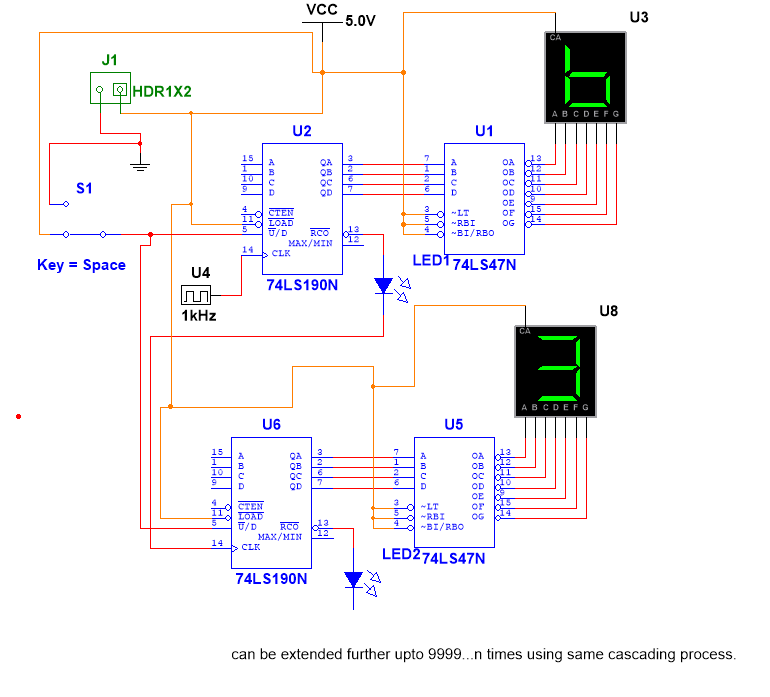 VCC
5.0V
U3
CA
A B C D E F G
J1
HDR1X2
U2
15 A QA 3
1 B QB 2
10 C QC 6
9 D QD 7
4 CTEN
11 LOAD
5 U/D RCO 13
MAX/MIN 12
14 CLK
74LS190N
U1
7 A OA 13
1 B OB 12
2 C OC 11
6 D OD 10
OE 9
3 ~LT OF 15
5 ~RBI OG 14
4 ~BI/RBO
74LS47N
S1
Key = Space
U4
1kHz
LED1
U8
CA
A B C D E F G
U6
15 A QA 3
1 B QB 2
10 C QC 6
9 D QD 7
4 CTEN
11 LOAD
5 U/D RCO 13
MAX/MIN 12
14 CLK
74LS190N
U5
7 A OA 13
1 B OB 12
2 C OC 11
6 D OD 10
OE 9
3 ~LT OF 15
5 ~RBI OG 14
4 ~BI/RBO
74LS47N
LED2
can be extended further upto 9999...n times using same cascading process.